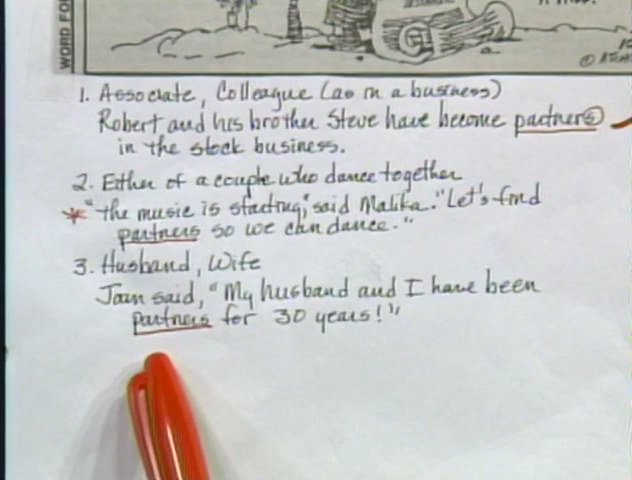 WORD FO
1. Associate, Colleague (as in a business)
Robert and his brother Steve have become partners
in the stock business.
2. Either of a couple who dance together
* "the music is starting," said Malika. "Let's find
partners so we can dance."
3. Husband, Wife
said, "My husband and I have been
partners for 30 years!"